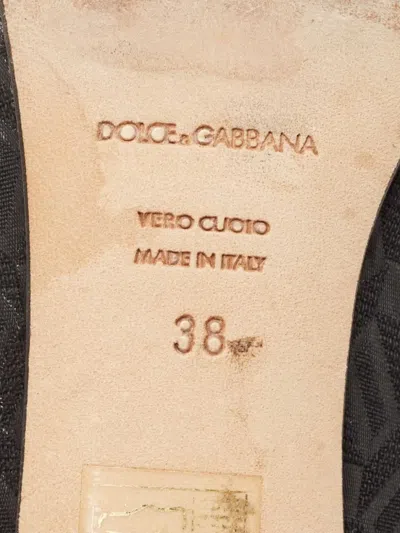 DOLCE & GABBANA
VERO CUOIO
MADE IN ITALY
38